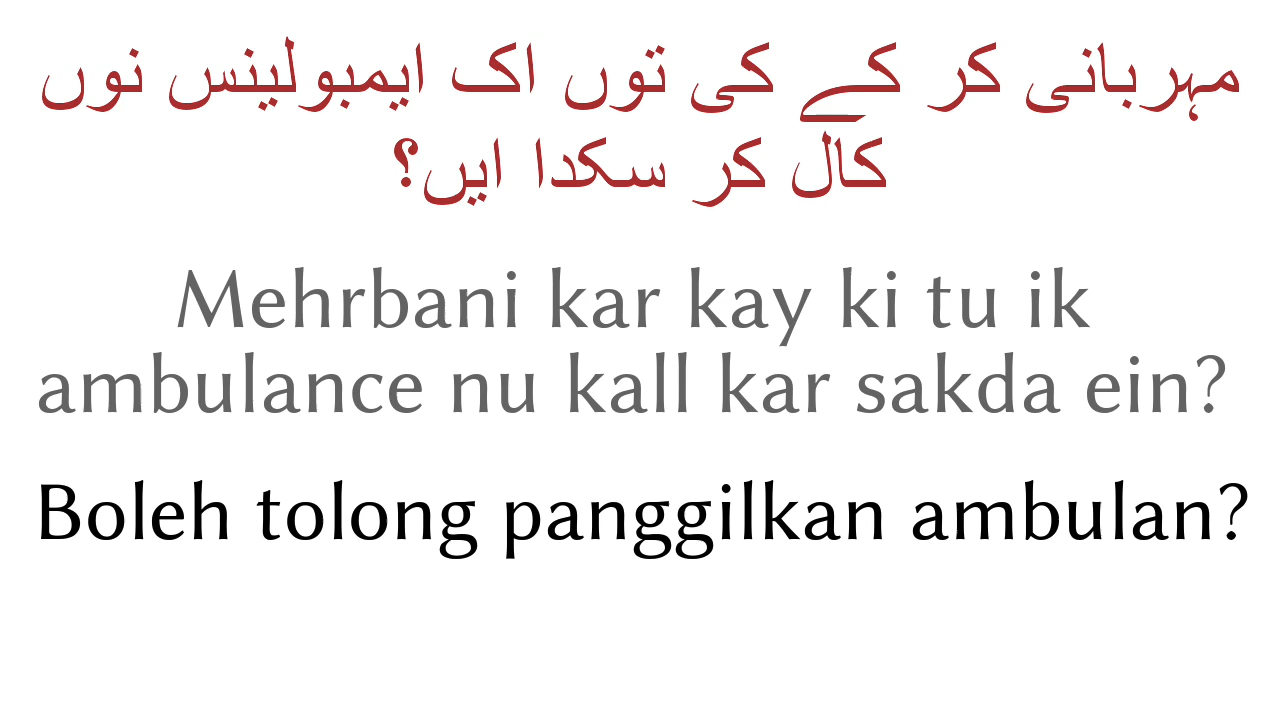 مہربانی کر کے کی توں اک ایمبولینس نوں
کال کر سکدا ایں؟
Mehrbani kar kay ki tu ik
ambulance nu kall kar sakda ein?
Boleh tolong panggilkan ambulan?